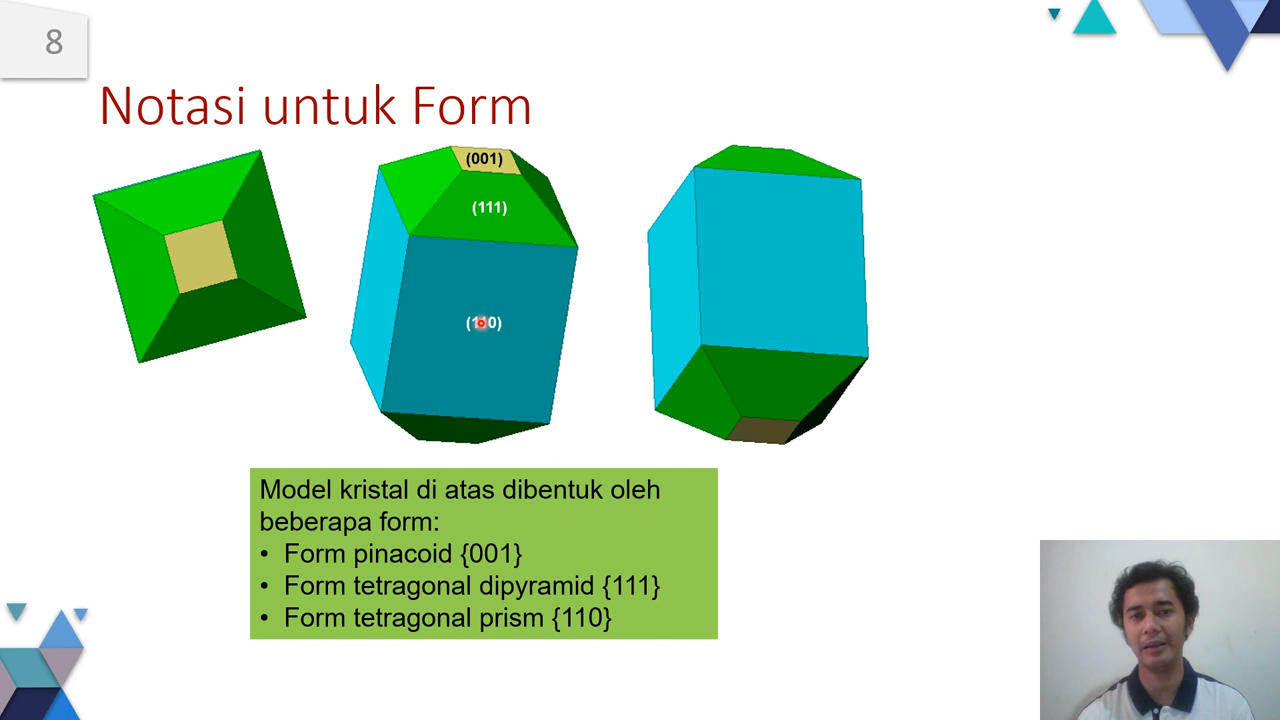 8
Notasi untuk Form
(001)
(111)
(110)
Model kristal di atas dibentuk oleh
beberapa form:
• Form pinacoid {001}
• Form tetragonal dipyramid {111}
• Form tetragonal prism {110}